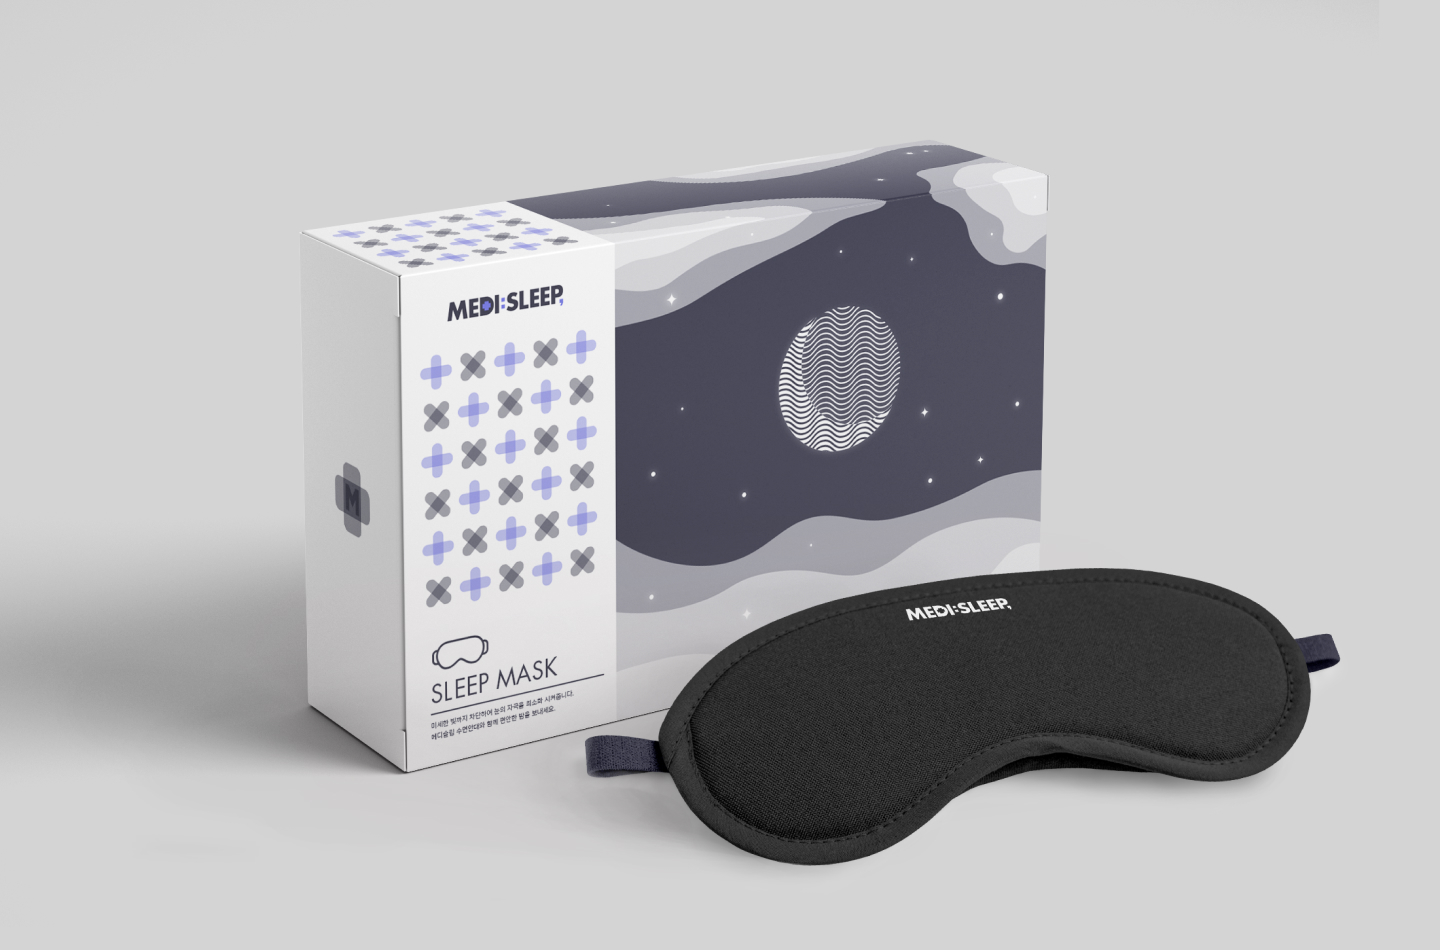 MEDI:SLEEP,
M
SLEEP MASK
미세한 빛까지 차단하여 눈의 자극을 최소화 시켜줍니다.
메디슬립 수면안대와 함께 편안한 밤을 보내세요.
MEDI:SLEEP,